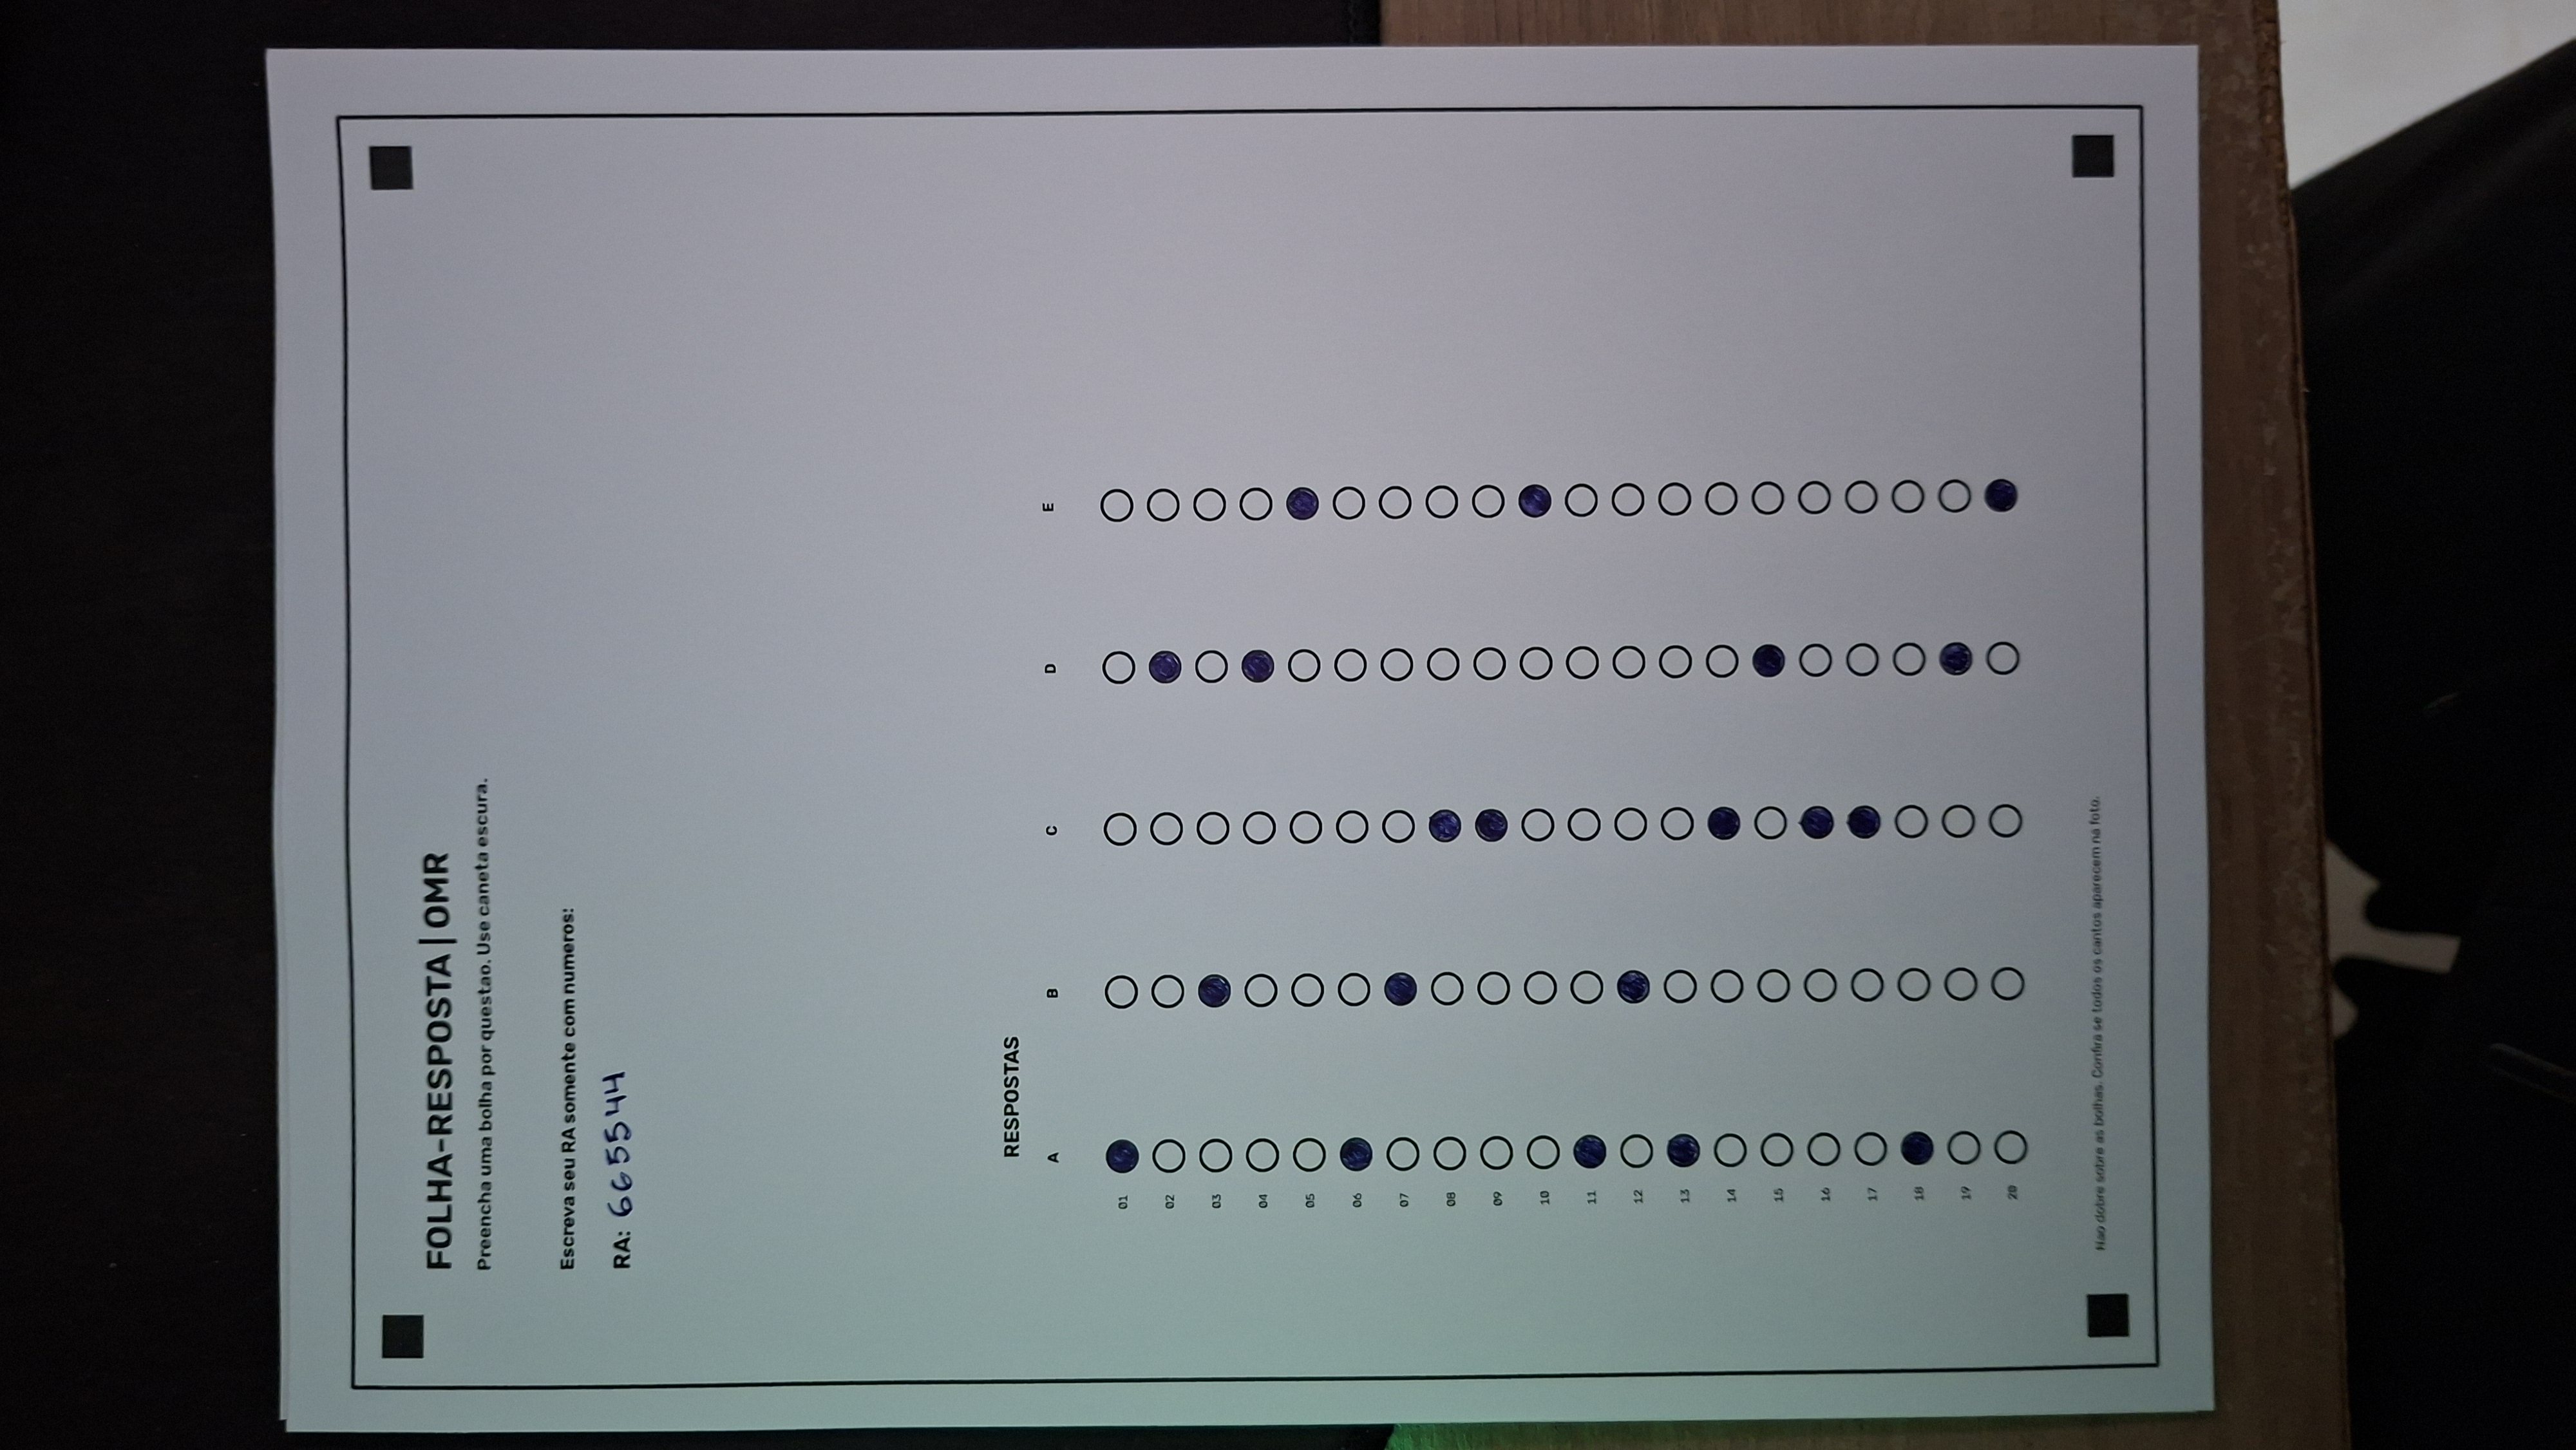 FOLHA-RESPOSTA | OMR
Preencha uma bolha por questao. Use caneta escura.
Escreva seu RA somente com numeros:
RA: 665544
RESPOSTAS
A B C D E
01
02
03
04
05
06
07
08
09
10
11
12
13
14
15
16
17
18
19
20
Nao dobre sobre as bolhas. Confira se todos os cantos aparecem na foto.